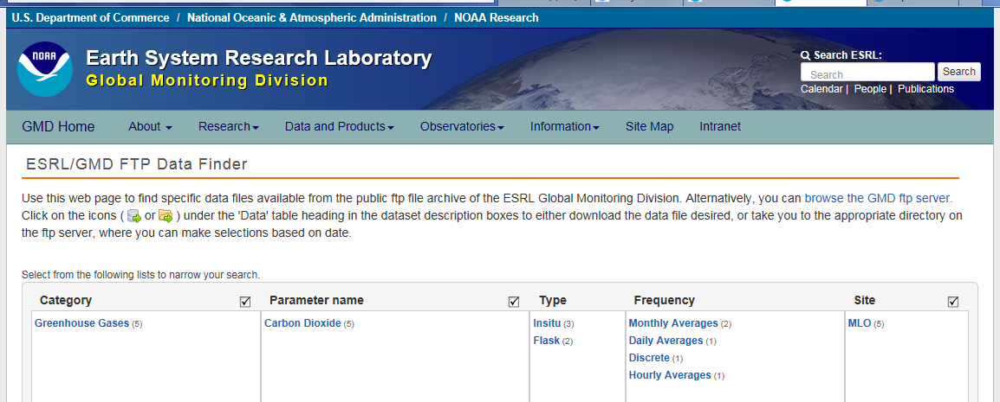 U.S. Department of Commerce / National Oceanic & Atmospheric Administration / NOAA Research
NOAA
Earth System Research Laboratory
Global Monitoring Division
Search ESRL:
Search Search
Calendar | People | Publications
GMD Home About Research Data and Products Observatories Information Site Map Intranet
ESRL/GMD FTP Data Finder
Use this web page to find specific data files available from the public ftp file archive of the ESRL Global Monitoring Division. Alternatively, you can browse the GMD ftp server.
Click on the icons ( or ) under the 'Data' table heading in the dataset description boxes to either download the data file desired, or take you to the appropriate directory on
the ftp server, where you can make selections based on date.
Select from the following lists to narrow your search.
Category Parameter name Type Frequency Site
Greenhouse Gases (5) Carbon Dioxide (5) Insitu (3) Monthly Averages (2) MLO (5)
Flask (2) Daily Averages (1)
Discrete (1)
Hourly Averages (1)